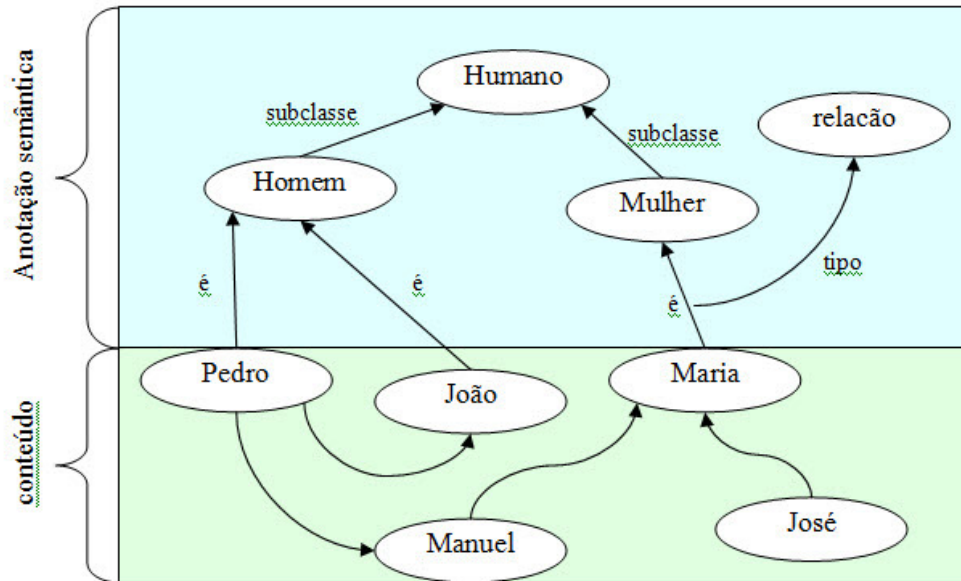 Anotação semântica
Humano
subclasse
subclasse
relacão
Homem
Mulher
tipo
é
é
é
conteúdo
Pedro
João
Maria
Manuel
José